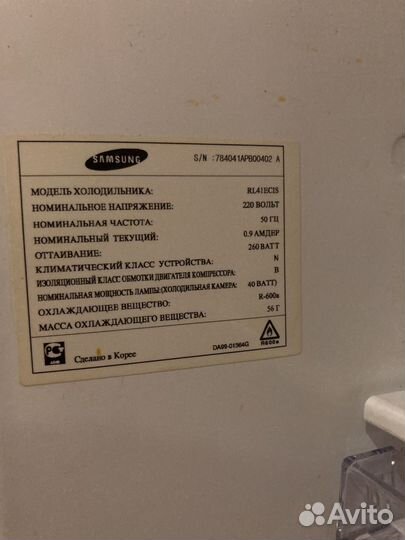 SAMSUNG S/N :784041APB00402 A
МОДЕЛЬ ХОЛОДИЛЬНИКА: RL41ECIS
НОМИНАЛЬНОЕ НАПРЯЖЕНИЕ: 220 ВОЛЬТ
НОМИНАЛЬНАЯ ЧАСТОТА: 50 ГЦ
НОМИНАЛЬНЫЙ ТЕКУЩИЙ: 0.9 АМДЕР
ОТТАИВАНИЕ: 260 ВАТТ
КЛИМАТИЧЕСКИЙ КЛАСС УСТРОЙСТВА: N
ИЗОЛЯЦИОННЫЙ КЛАСС ОБМОТКИ ДВИГАТЕЛЯ КОМПРЕССОРА: B
НОМИНАЛЬНАЯ МОЩНОСТЬ ЛАМПЫ:(ХОЛОДИЛЬНАЯ КАМЕРА: 40 ВАТТ)
ОХЛАЖДАЮЩЕЕ ВЕЩЕСТВО: R-600a
МАССА ОХЛАЖДАЮЩЕГО ВЕЩЕСТВА: 56 Г
Сделано в Корее DA99-01564G R600a
Avito